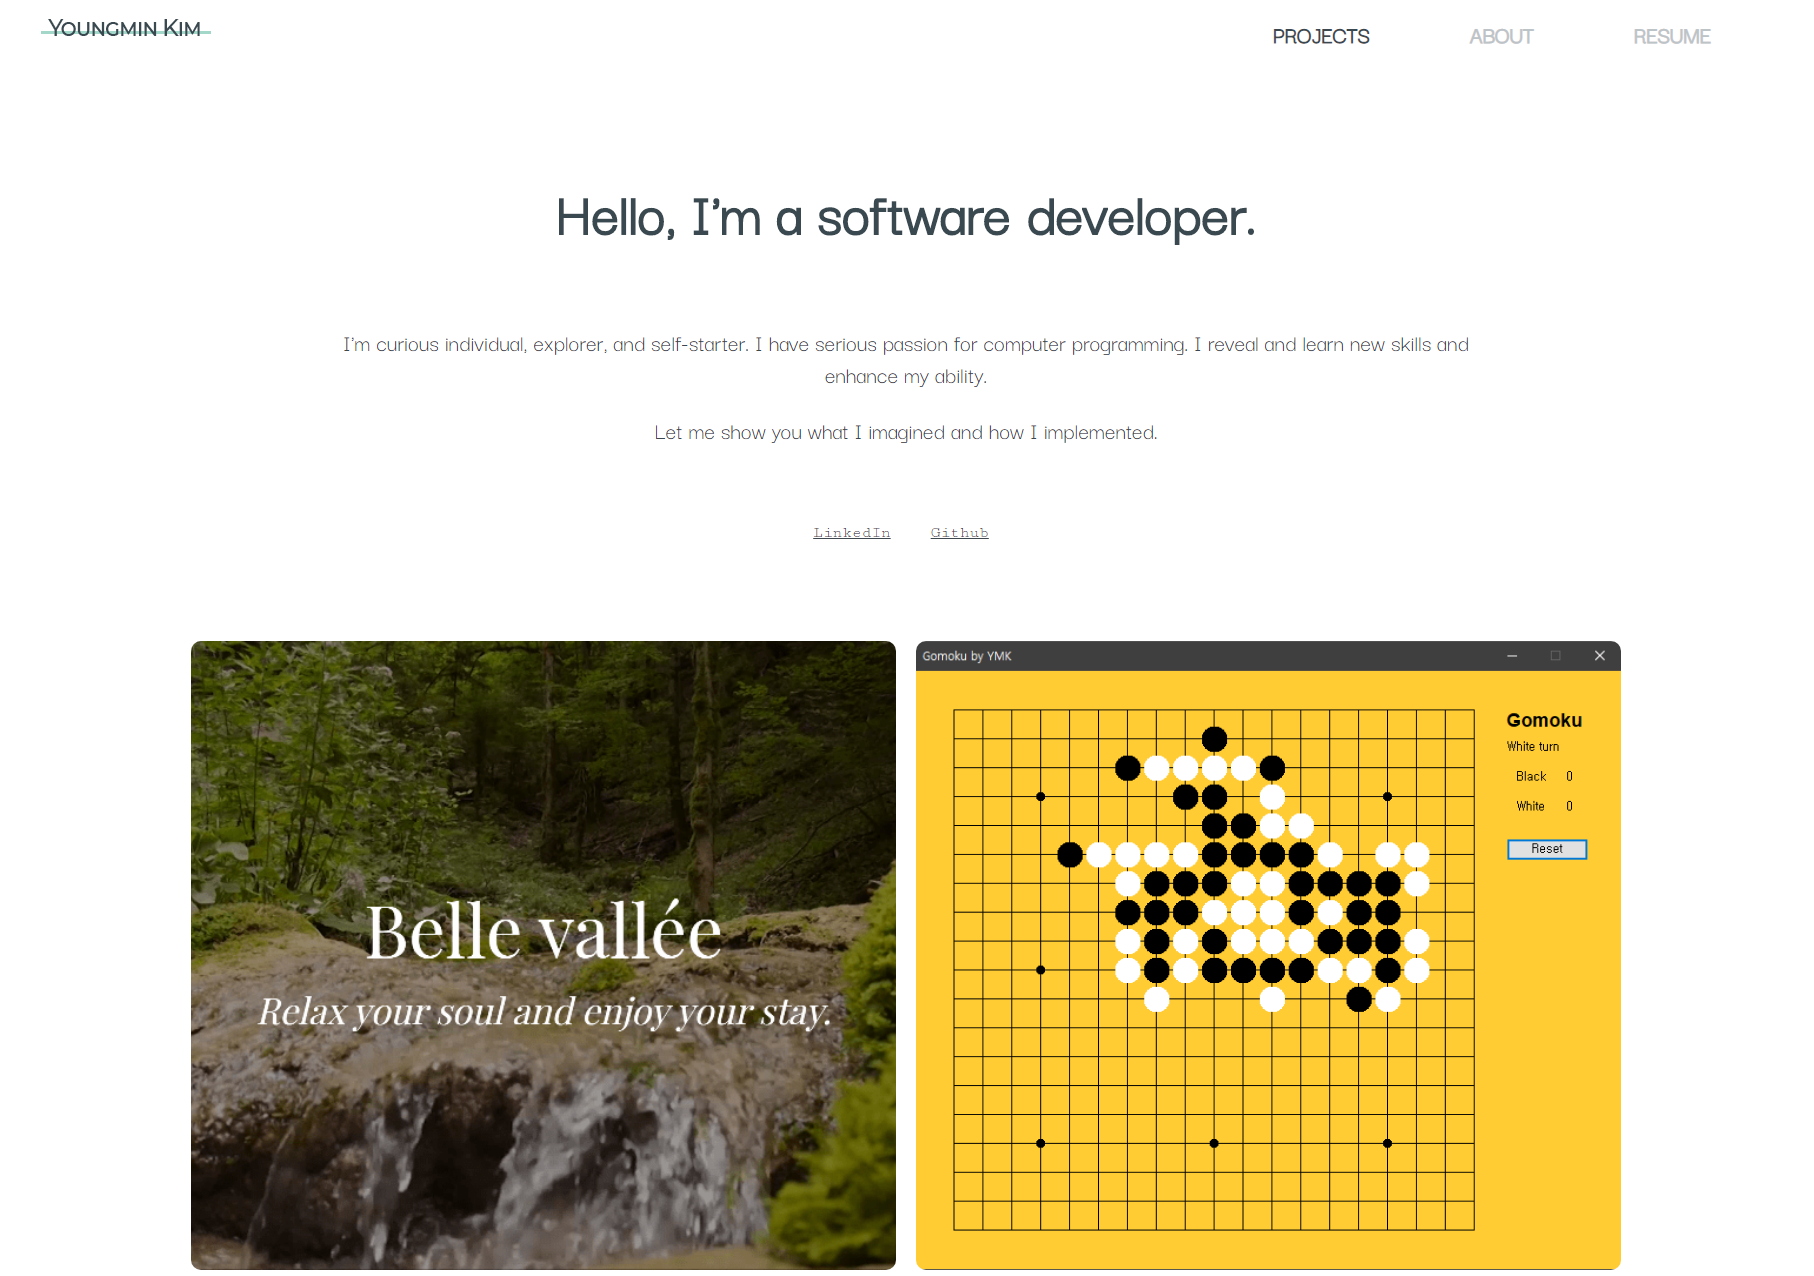 Youngmin Kim
PROJECTS
ABOUT
RESUME
Hello, I'm a software developer.
I'm curious individual, explorer, and self-starter. I have serious passion for computer programming. I reveal and learn new skills and
enhance my ability.
Let me show you what I imagined and how I implemented.
LinkedIn
Github
Belle vallée
Relax your soul and enjoy your stay.
Gomoku by YMK
Gomoku
White turn
Black 0
White 0
Reset